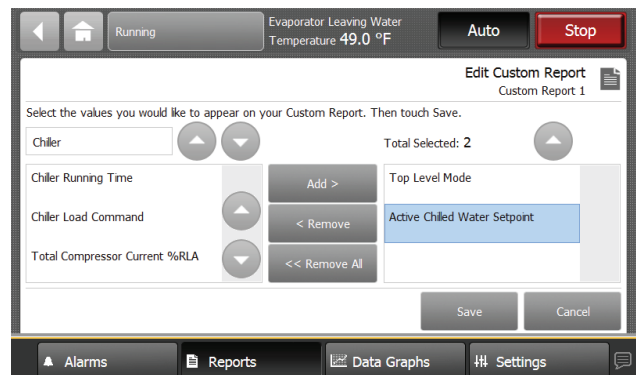 Running
Evaporator Leaving Water
Temperature 49.0 °F
Auto
Stop
Edit Custom Report
Custom Report 1
Select the values you would like to appear on your Custom Report. Then touch Save.
Chiller
Total Selected: 2
Chiller Running Time
Chiller Load Command
Total Compressor Current %RLA
Add >
< Remove
<< Remove All
Top Level Mode
Active Chilled Water Setpoint
Save
Cancel
Alarms
Reports
Data Graphs
Settings